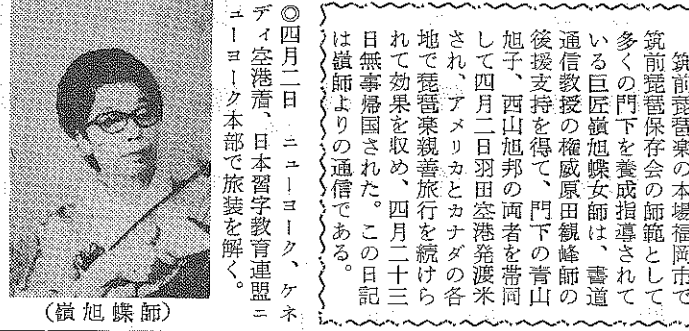 筑前琵琶楽の本場福岡市で
筑前琵琶保存会の師範として
多くの門下を養成指導されて
いる巨匠嶺旭蝶女師は、書道
通信教授の権威原田観峰師の
後援支持を得て、門下の青山
旭子、西山旭邦の両者を帯同
して四月二日羽田空港発渡米
され、アメリカとカナダの各
地で琵琶楽親善旅行を続けら
れて効果を収め、四月二十三
日無事帰国された。この日記
は嶺師よりの通信である。
◎四月二日　ニューヨーク、ケネ
ディ空港着、日本習字教育連盟ニ
ューヨーク本部で旅装を解く。
(嶺旭蝶師)